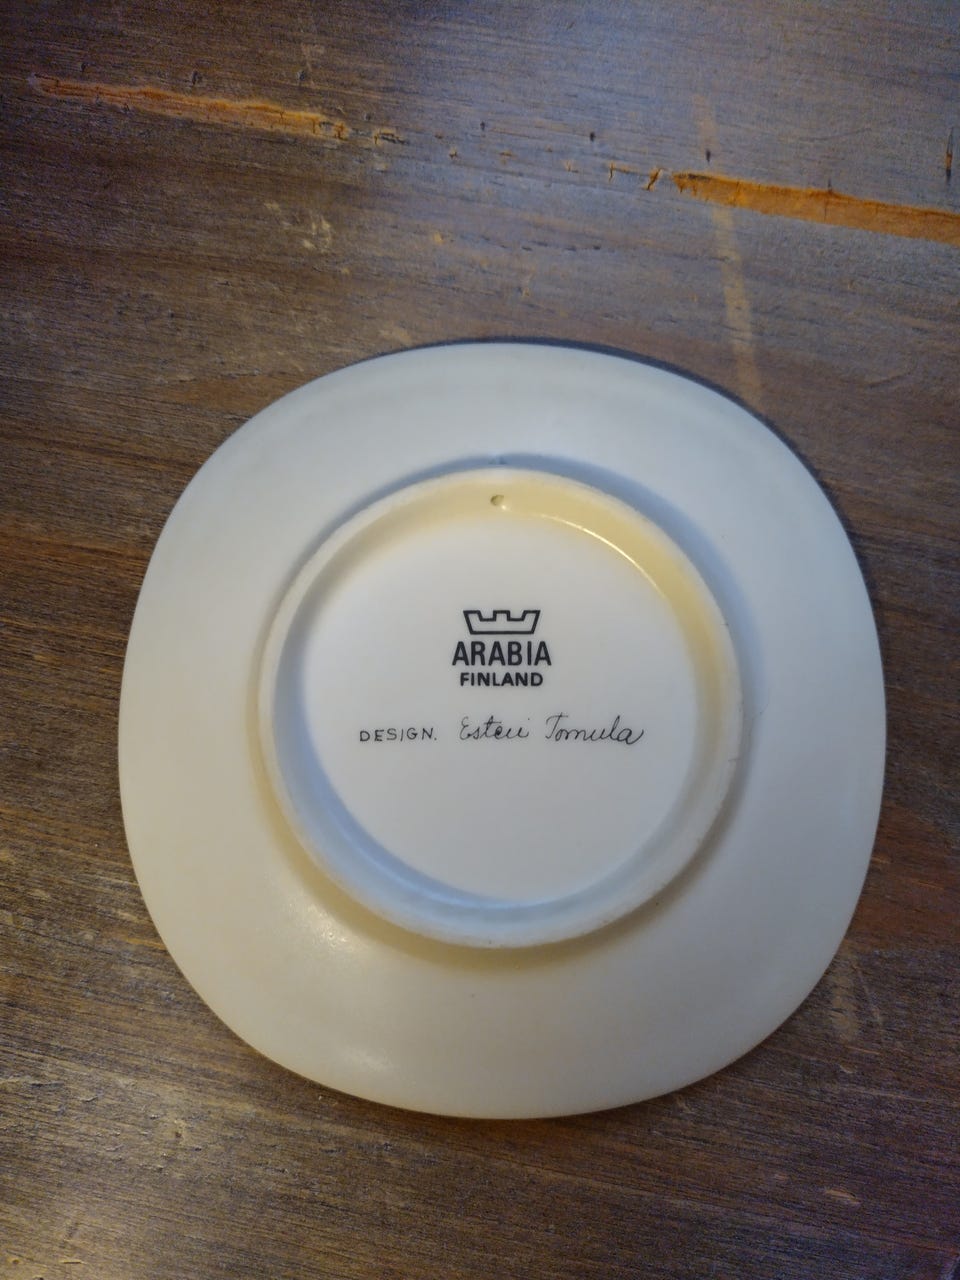 ARABIA
FINLAND
DESIGN. Esteri Tomula